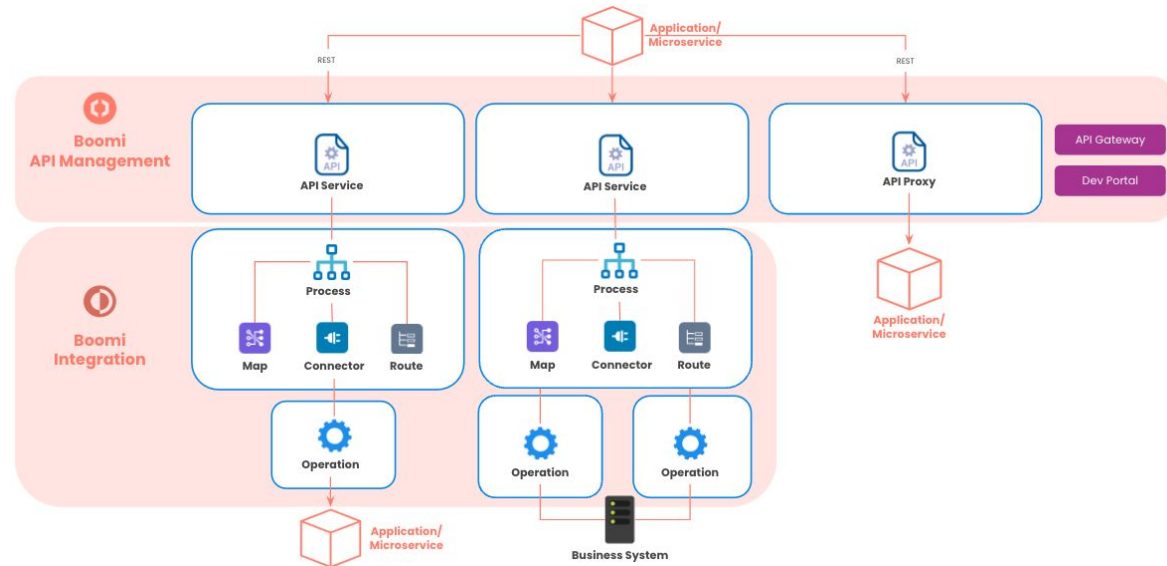 Application/
Microservice
REST
REST
Boomi
API Management
API
API Service
API
API Service
API
API Proxy
API Gateway
Dev Portal
Boomi
Integration
Process
Map
Connector
Route
Process
Map
Connector
Route
Application/
Microservice
Operation
Operation
Operation
Application/
Microservice
Business System